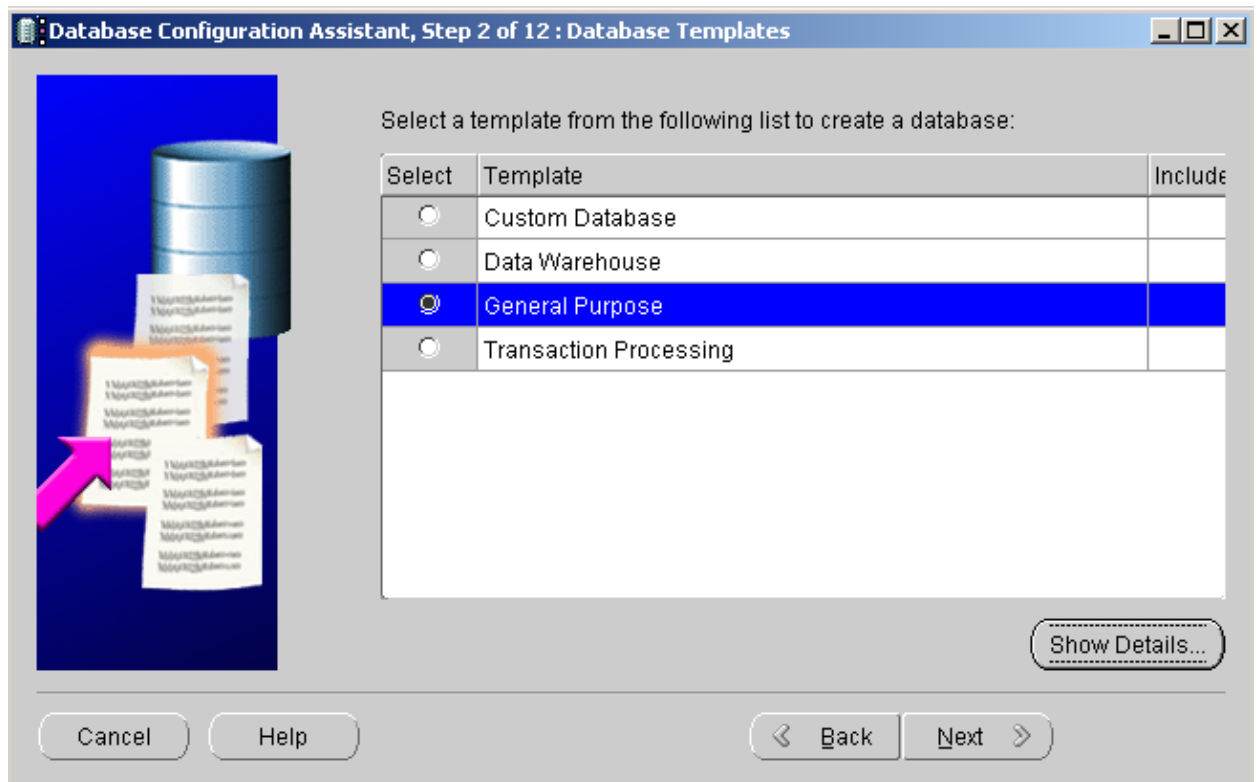 Database Configuration Assistant, Step 2 of 12 : Database Templates
Select a template from the following list to create a database:
Select Template Include
Custom Database
Data Warehouse
General Purpose
Transaction Processing
Show Details...
Cancel Help Back Next